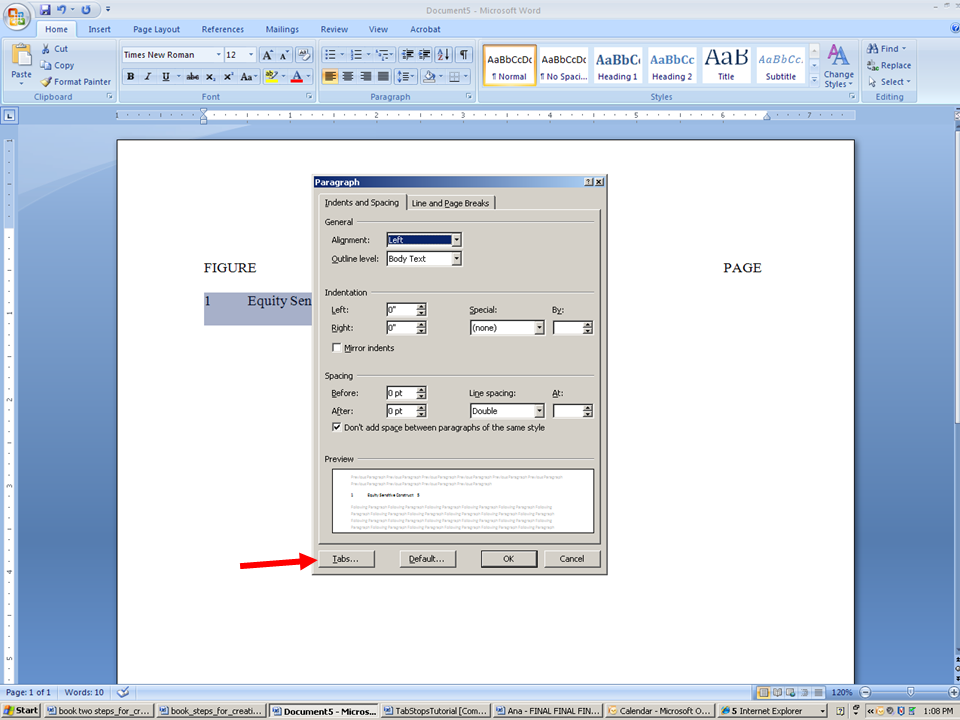 Document5 - Microsoft Word
Home Insert Page Layout References Mailings Review View Acrobat
Paste
Cut
Copy
Format Painter
Clipboard
Times New Roman 12
B I U abc x₂ x² Aa
Font
Paragraph
AaBbCcDc AaBbCcDc AaBbC AaBbCc AaB AaBbCc.
¶ Normal ¶ No Spaci... Heading 1 Heading 2 Title Subtitle
Change Styles
Styles
Find
Replace
Select
Editing
1 1 2 3 4 5 6 7
FIGURE PAGE
1 Equity Sen
Paragraph
Indents and Spacing Line and Page Breaks
General
Alignment: Left
Outline level: Body Text
Indentation
Left: 0" Special: By:
Right: 0" (none)
Mirror indents
Spacing
Before: 0 pt Line spacing: At:
After: 0 pt Double
Don't add space between paragraphs of the same style
Preview
Previous Paragraph Previous Paragraph Previous Paragraph Previous Paragraph Previous Paragraph
Previous Paragraph Previous Paragraph Previous Paragraph Previous Paragraph
1 Equity Sensitive Construct 5
Following Paragraph Following Paragraph Following Paragraph Following Paragraph Following
Paragraph Following Paragraph Following Paragraph Following Paragraph Following
Paragraph Following Paragraph Following Paragraph Following Paragraph Following
Paragraph Following Paragraph Following Paragraph Following Paragraph Following
Tabs... Default... OK Cancel
Page: 1 of 1 Words: 10 120%
Start book two steps_for_cr... book_steps_for_creati... Document5 - Micros... TabStopsTutorial [Com... Ana - FINAL FINAL FIN... Calendar - Microsoft O... 5 Internet Explorer 1:08 PM